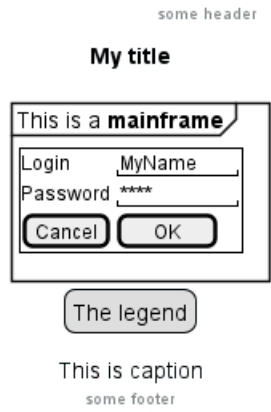 some header
My title
This is a mainframe
Login MyName
Password ****
Cancel OK
The legend
This is caption
some footer